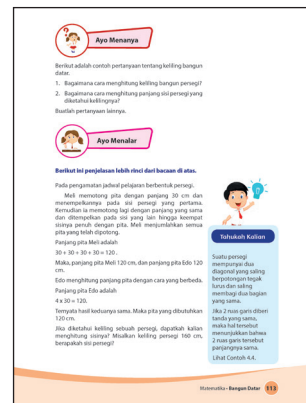 Ayo Menanya
Berikut adalah contoh pertanyaan tentang keliling bangun
datar.
1. Bagaimana cara menghitung keliling bangun persegi?
2. Bagaimana cara menghitung panjang sisi persegi yang
diketahui kelilingnya?
Buatlah pertanyaan lainnya.
Ayo Menalar
Berikut ini penjelasan lebih rinci dari bacaan di atas.
Pada pengamatan jadwal pelajaran berbentuk persegi.
Meli memotong pita dengan panjang 30 cm dan
menempelkannya pada sisi persegi yang pertama.
Kemudian ia memotong lagi dengan panjang yang sama
dan ditempelkan pada sisi yang lain hingga keempat
sisinya penuh dengan pita. Meli menjumlahkan semua
pita yang telah dipotong.
Panjang pita Meli adalah
30 + 30 + 30 + 30 = 120 .
Maka, panjang pita Meli 120 cm, dan panjang pita Edo 120
cm.
Edo menghitung panjang pita dengan cara yang berbeda.
Panjang pita Edo adalah
4 x 30 = 120.
Ternyata hasil keduanya sama. Maka pita yang dibutuhkan
120 cm.
Jika diketahui keliling sebuah persegi, dapatkah kalian
menghitung sisinya? Misalkan keliling persegi 160 cm,
berapakah sisi persegi?
Tahukah Kalian
Suatu persegi
mempunyai dua
diagonal yang saling
berpotongan tegak
lurus dan saling
membagi dua bagian
yang sama.
Jika 2 ruas garis diberi
tanda yang sama,
maka hal tersebut
menunjukkan bahwa
2 ruas garis tersebut
panjangnya sama.
Lihat Contoh 4.4.
Matematika - Bangun Datar 113